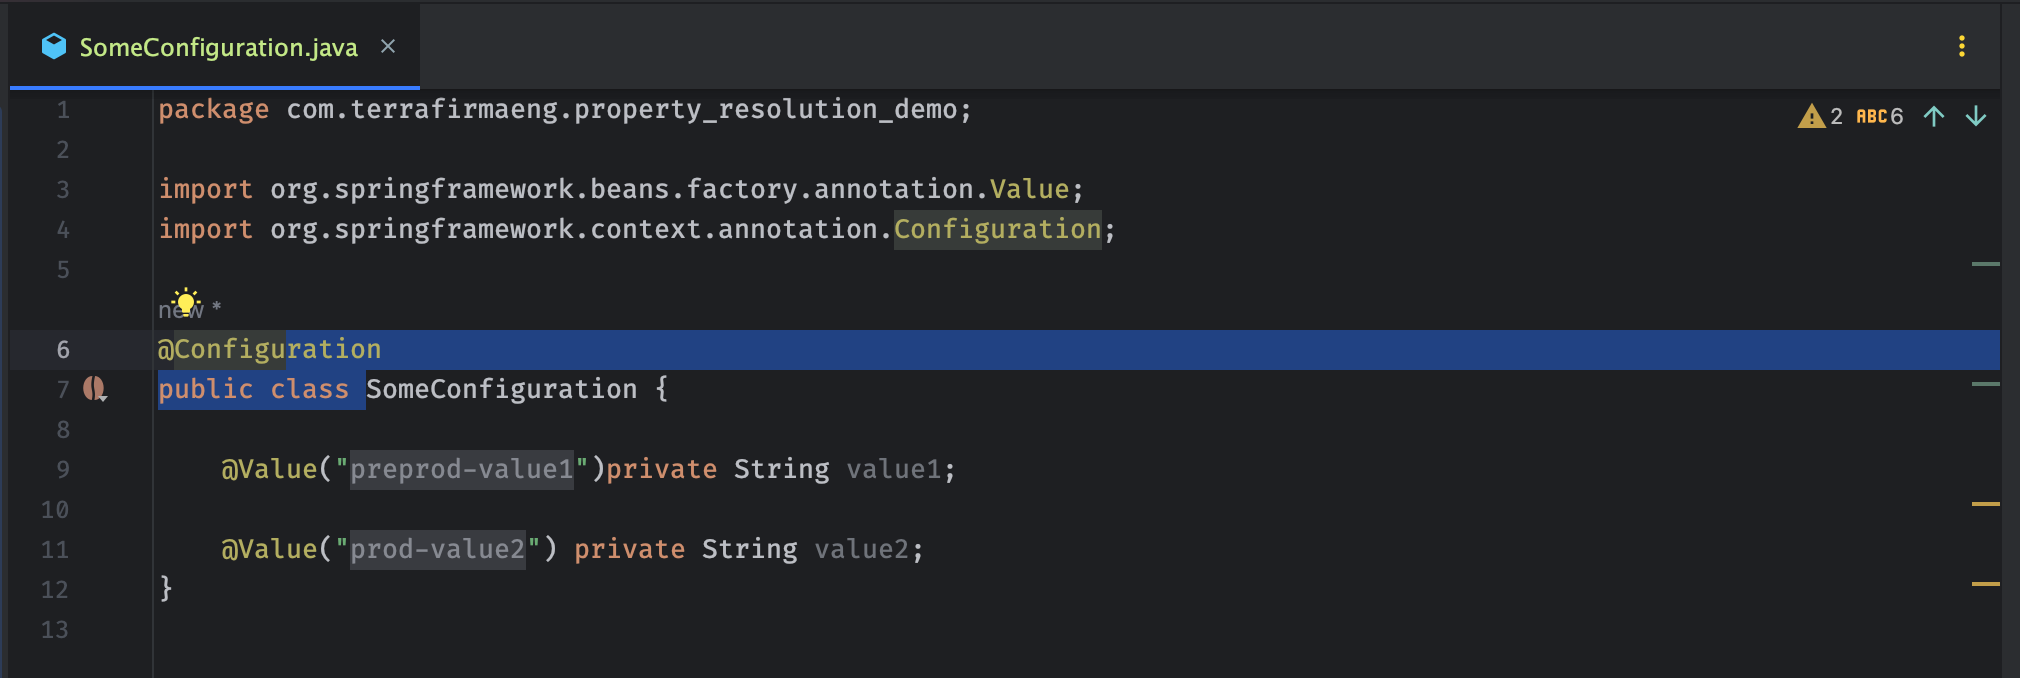 SomeConfiguration.java ×
1 package com.terrafirmaeng.property_resolution_demo;
2 ABC 6
2
3 import org.springframework.beans.factory.annotation.Value;
4 import org.springframework.context.annotation.Configuration;
5
new *
6 @Configuration
7 public class SomeConfiguration {
8
9 @Value("preprod-value1")private String value1;
10
11 @Value("prod-value2") private String value2;
12 }
13